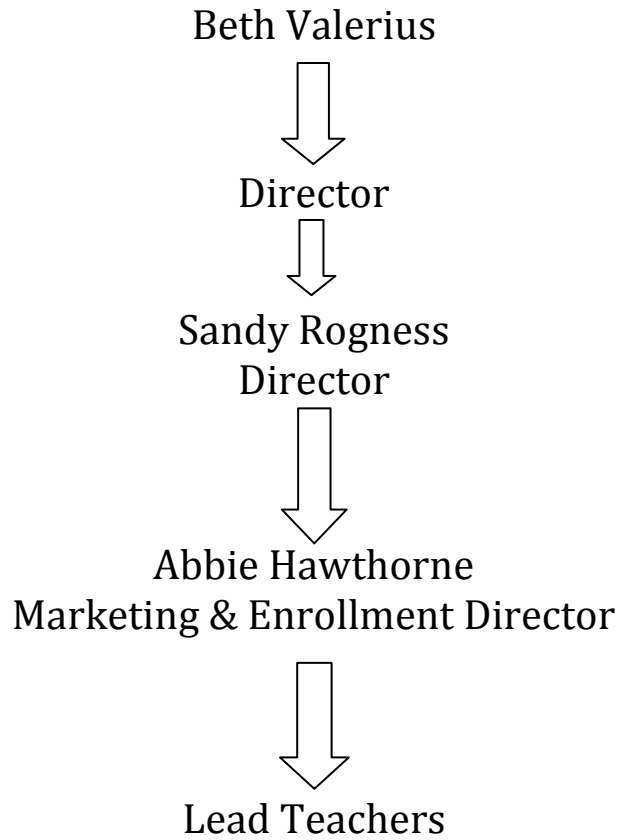 Beth Valerius
Director
Sandy Rogness
Director
Abbie Hawthorne
Marketing & Enrollment Director
Lead Teachers